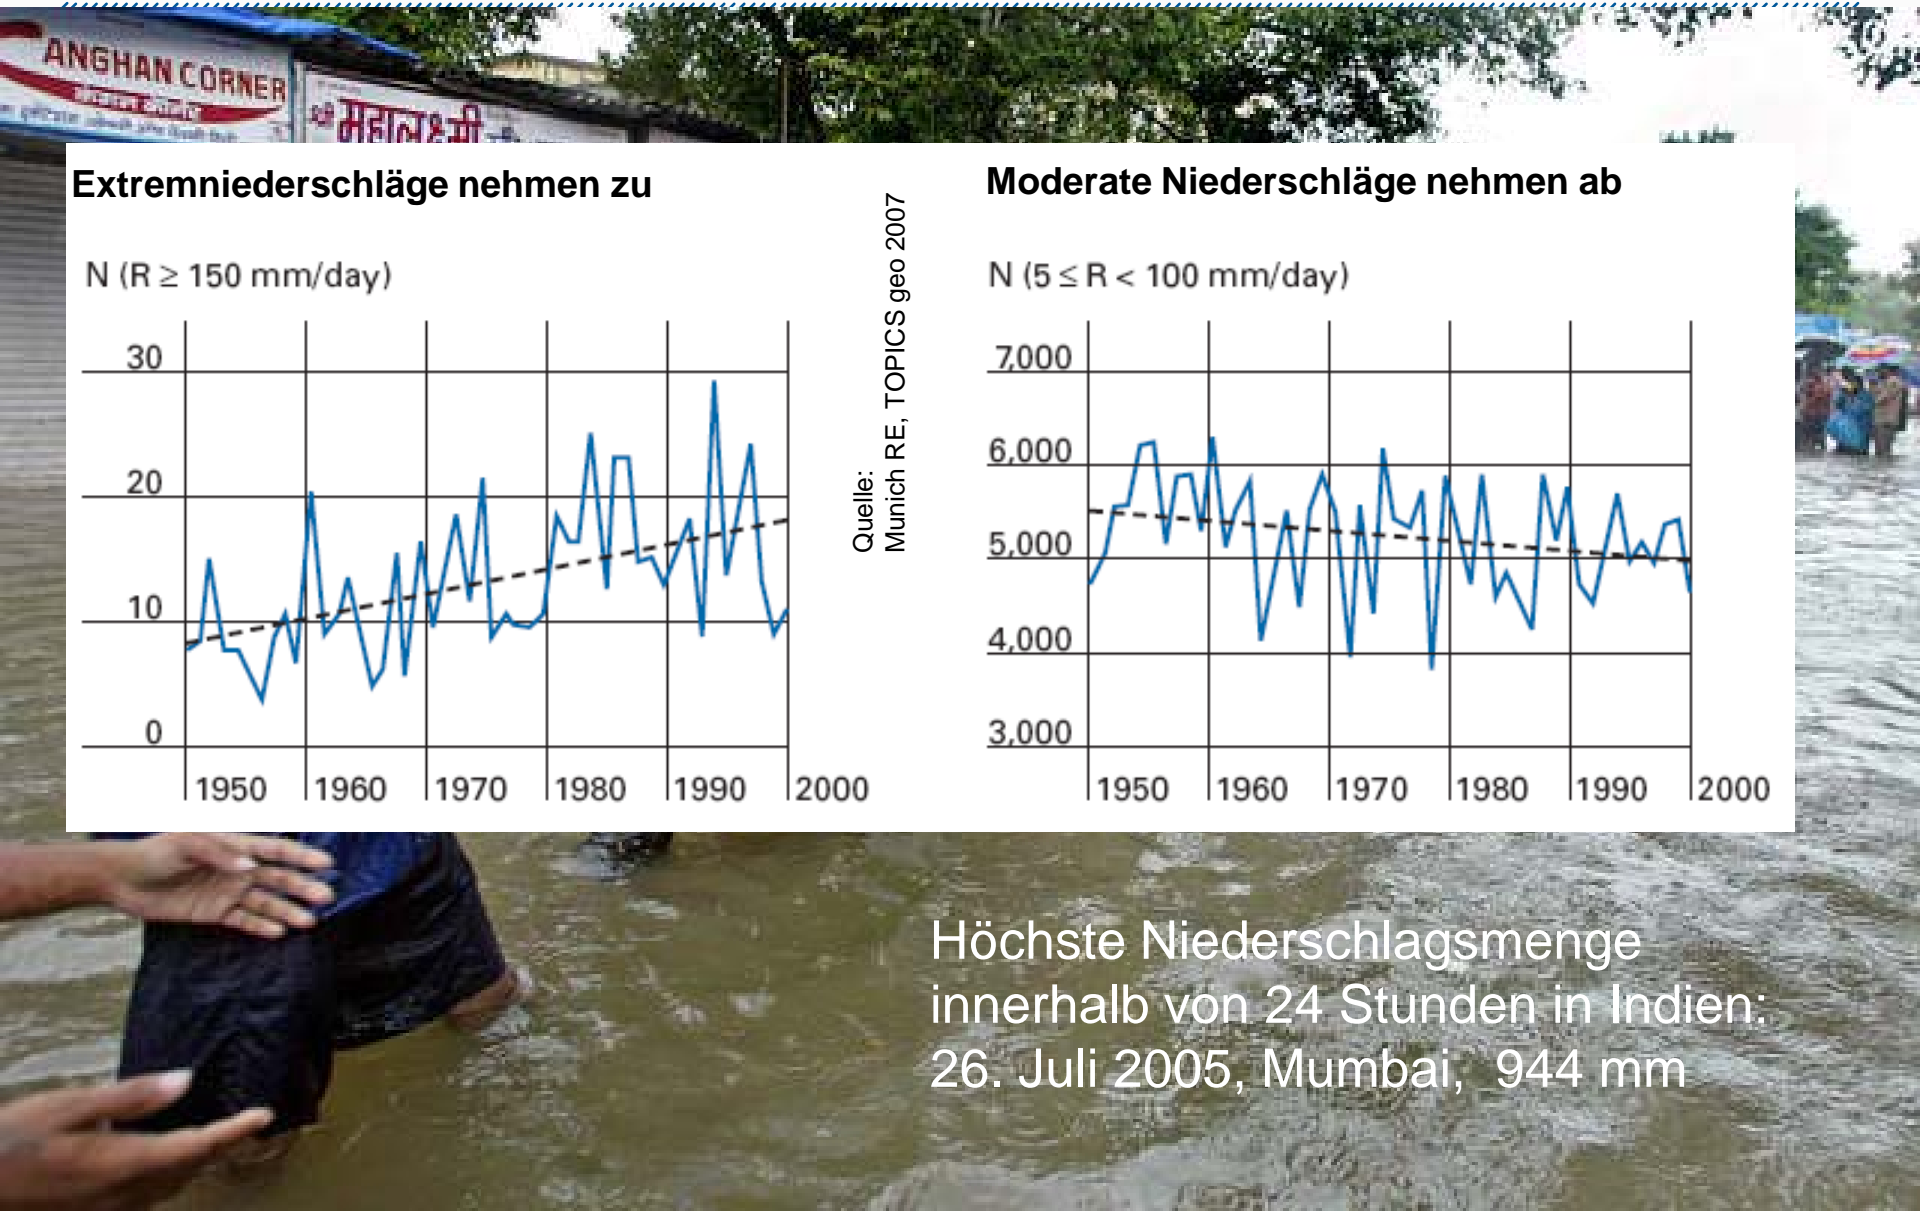 ANGHAN CORNER
महालक्ष्मी
Extremniederschläge nehmen zu
N (R ≥ 150 mm/day)
30
20
10
0
1950 1960 1970 1980 1990 2000
Quelle:
Munich RE, TOPICS geo 2007
Moderate Niederschläge nehmen ab
N (5 ≤ R < 100 mm/day)
7,000
6,000
5,000
4,000
3,000
1950 1960 1970 1980 1990 2000
Höchste Niederschlagsmenge
innerhalb von 24 Stunden in Indien:
26. Juli 2005, Mumbai, 944 mm